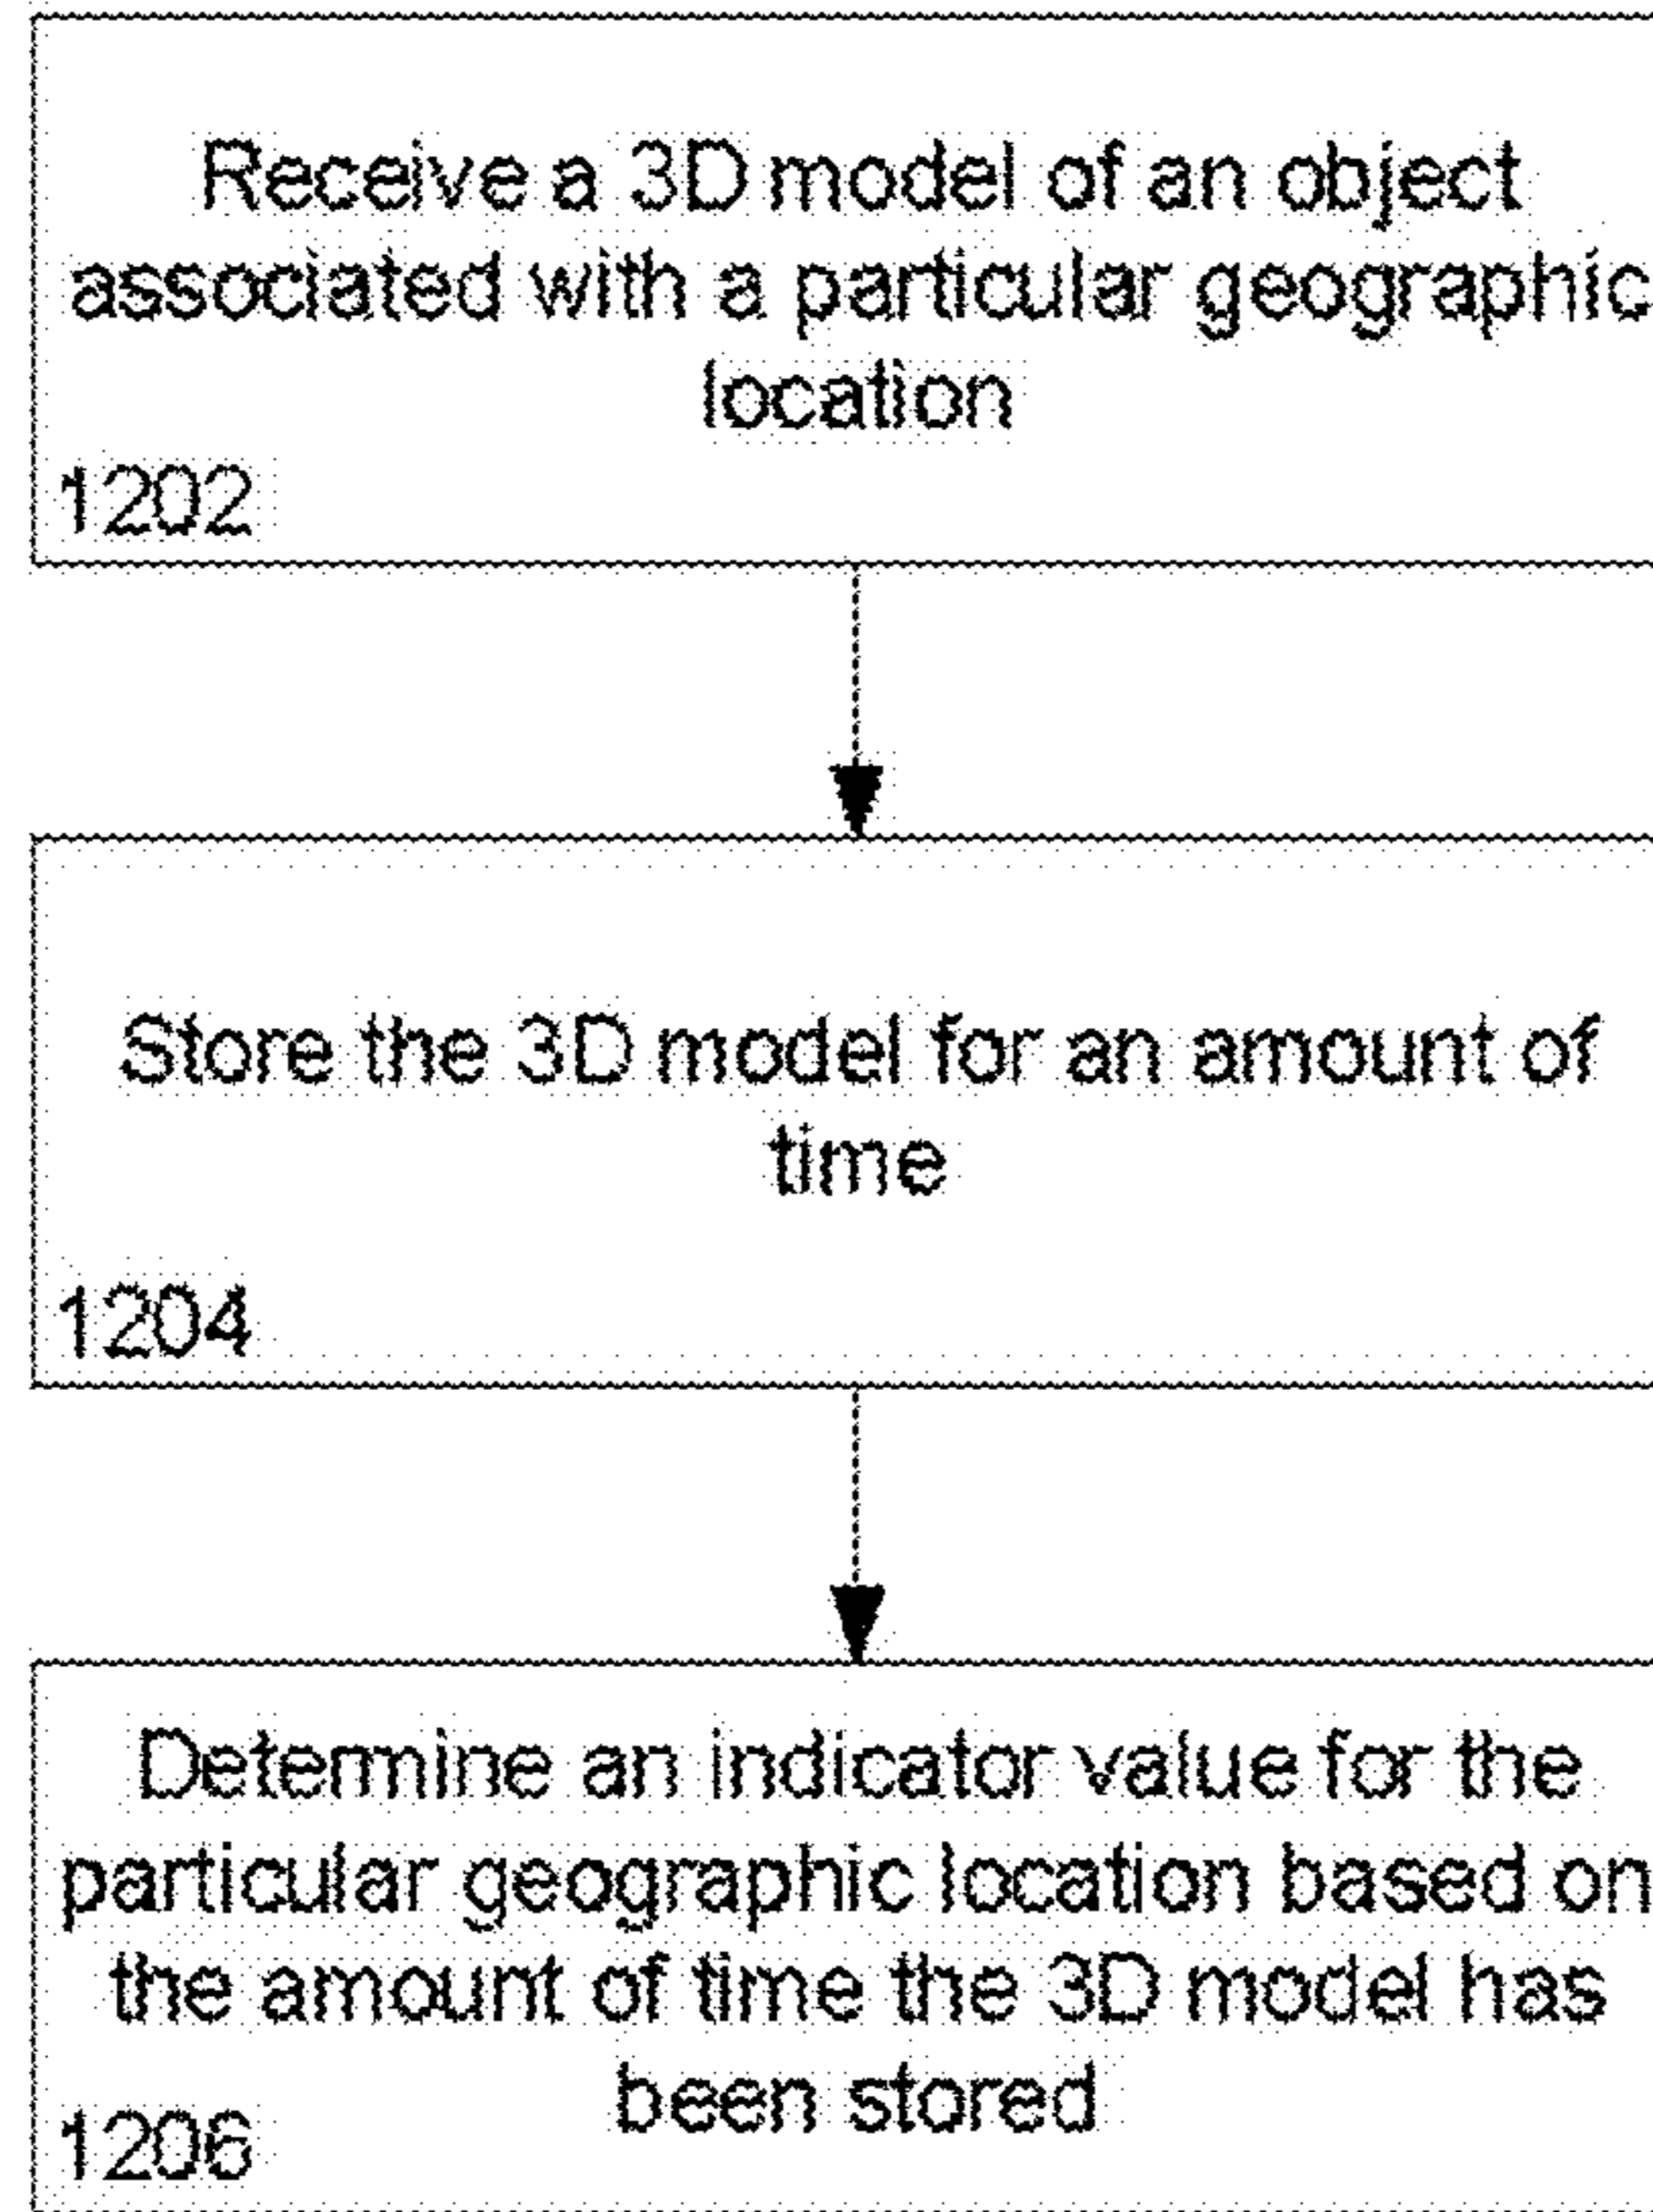 Receive a 3D model of an object
associated with a particular geographic
location
1202
Store the 3D model for an amount of
time
1204
Determine an indicator value for the
particular geographic location based on
the amount of time the 3D model has
been stored
1206